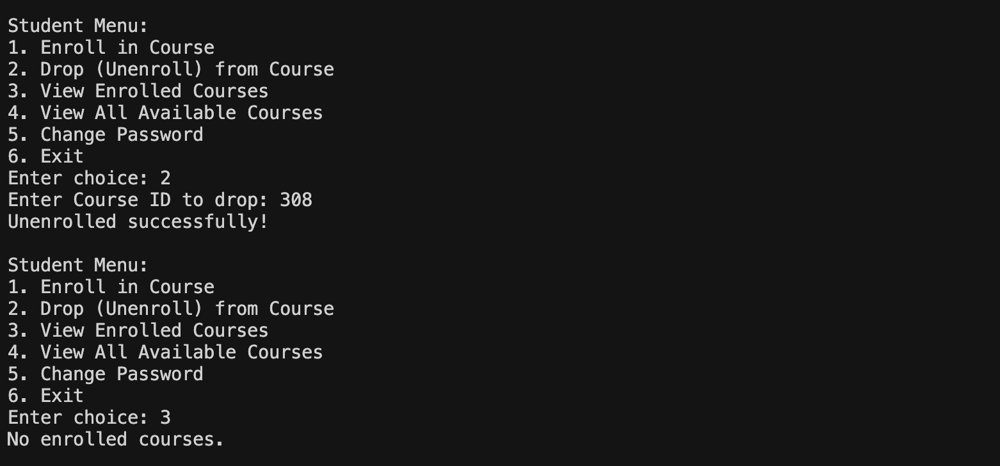 Student Menu:
1. Enroll in Course
2. Drop (Unenroll) from Course
3. View Enrolled Courses
4. View All Available Courses
5. Change Password
6. Exit
Enter choice: 2
Enter Course ID to drop: 308
Unenrolled successfully!
Student Menu:
1. Enroll in Course
2. Drop (Unenroll) from Course
3. View Enrolled Courses
4. View All Available Courses
5. Change Password
6. Exit
Enter choice: 3
No enrolled courses.